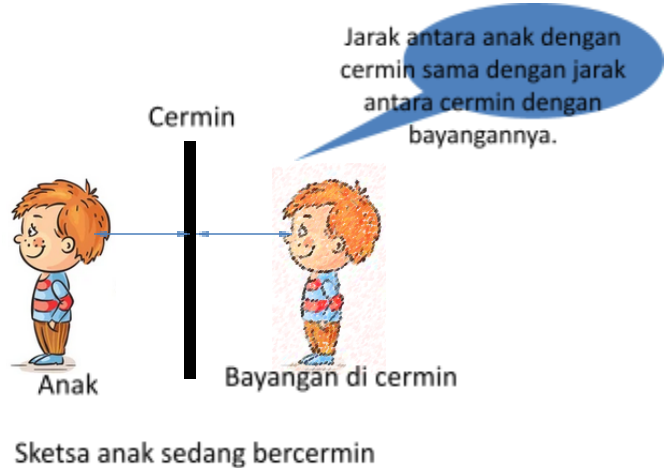 Jarak antara anak dengan
cermin sama dengan jarak
antara cermin dengan
bayangannya.
Cermin
Anak
Bayangan di cermin
Sketsa anak sedang bercermin